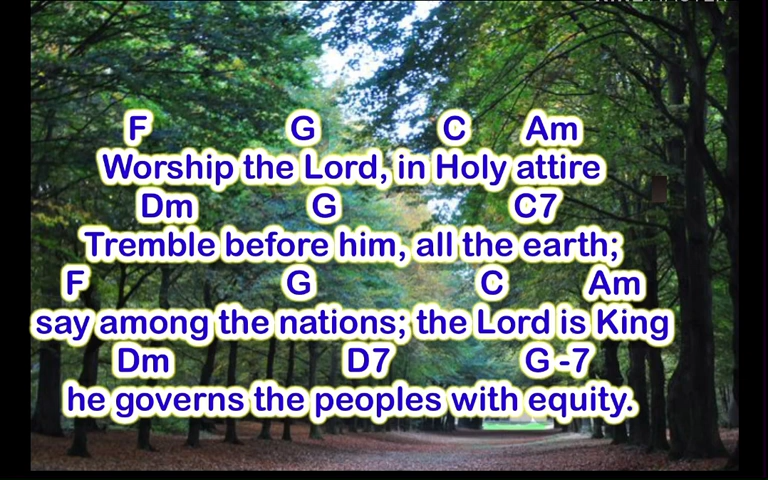 F G C Am
Worship the Lord, in Holy attire
Dm G C7
Tremble before him, all the earth;
F G C Am
say among the nations; the Lord is King
Dm D7 G-7
he governs the peoples with equity.